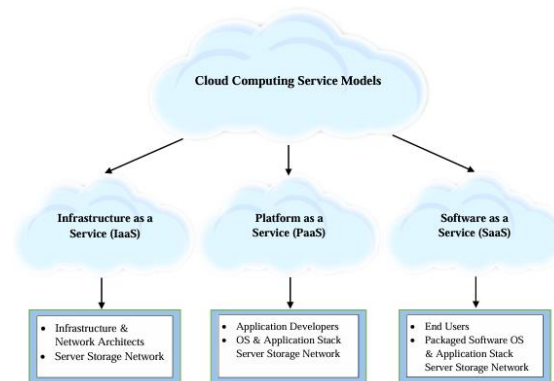 Cloud Computing Service Models
Infrastructure as a
Service (IaaS)
Platform as a
Service (PaaS)
Software as a
Service (SaaS)
• Infrastructure &
Network Architects
• Server Storage Network
• Application Developers
• OS & Application Stack
Server Storage Network
• End Users
• Packaged Software OS
& Application Stack
Server Storage Network